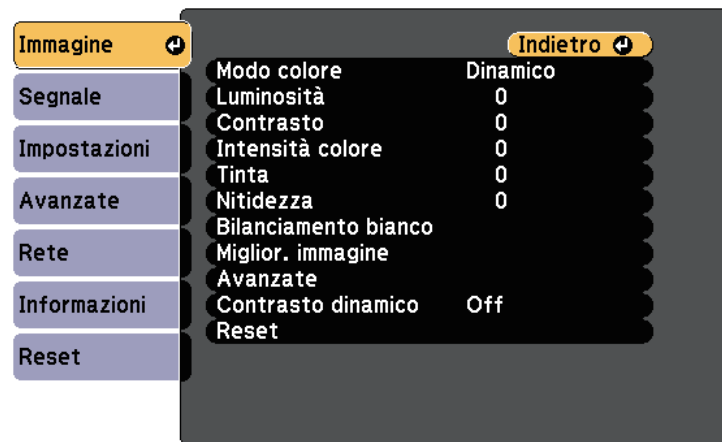 Immagine
Segnale
Impostazioni
Avanzate
Rete
Informazioni
Reset
Indietro
Modo colore Dinamico
Luminosità 0
Contrasto 0
Intensità colore 0
Tinta 0
Nitidezza 0
Bilanciamento bianco
Miglior. immagine
Avanzate
Contrasto dinamico Off
Reset